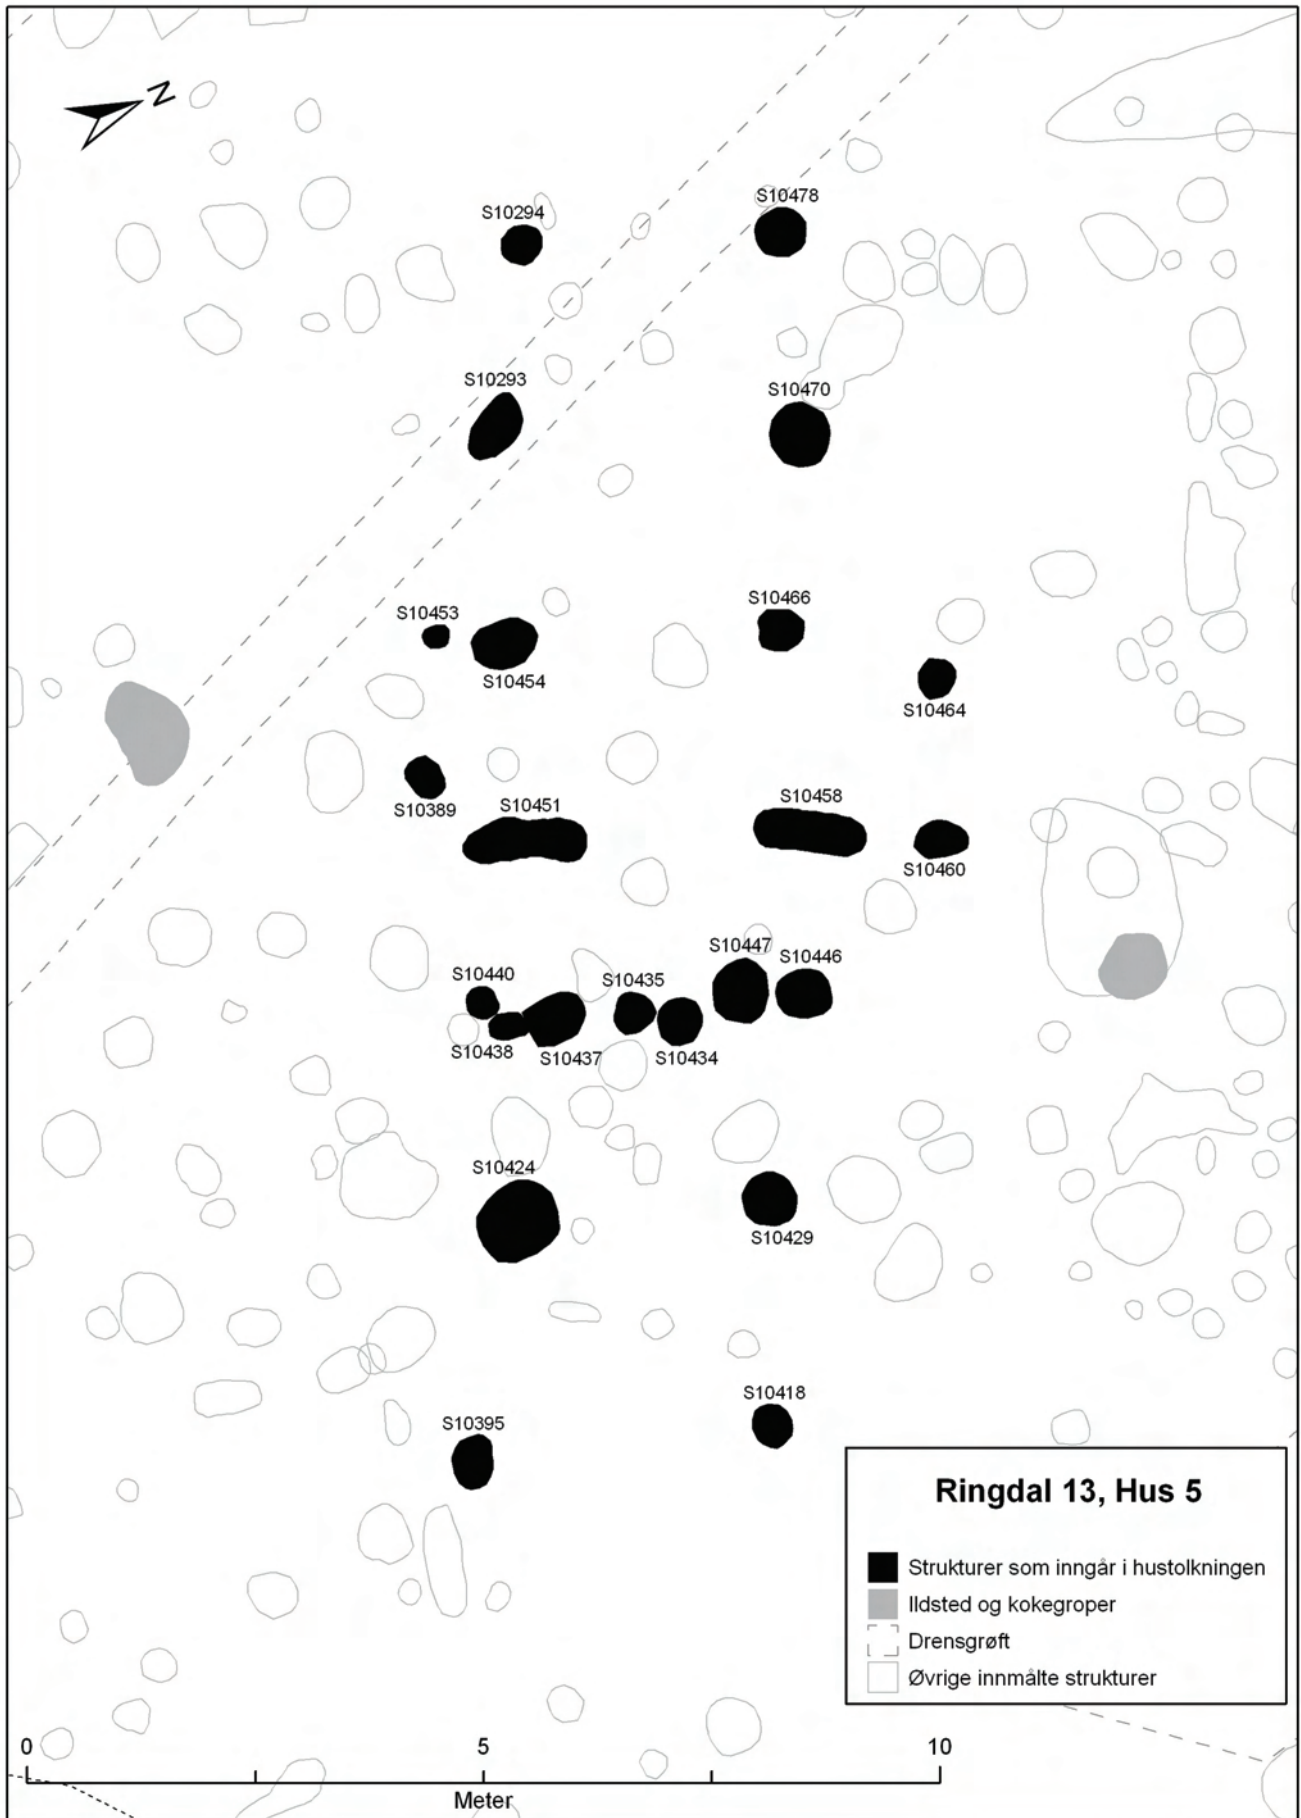 N
S10478
S10294
S10293
S10470
S10466
S10453
S10454
S10464
S10458
S10451
S10389
S10460
S10447
S10446
S10440
S10435
S10438
S10437
S10434
S10424
S10429
S10418
S10395
Ringdal 13, Hus 5
Strukturer som inngår i hustolkningen
Ildsted og kokegroper
Drensgrøft
Øvrige innmålte strukturer
0 5 10
Meter